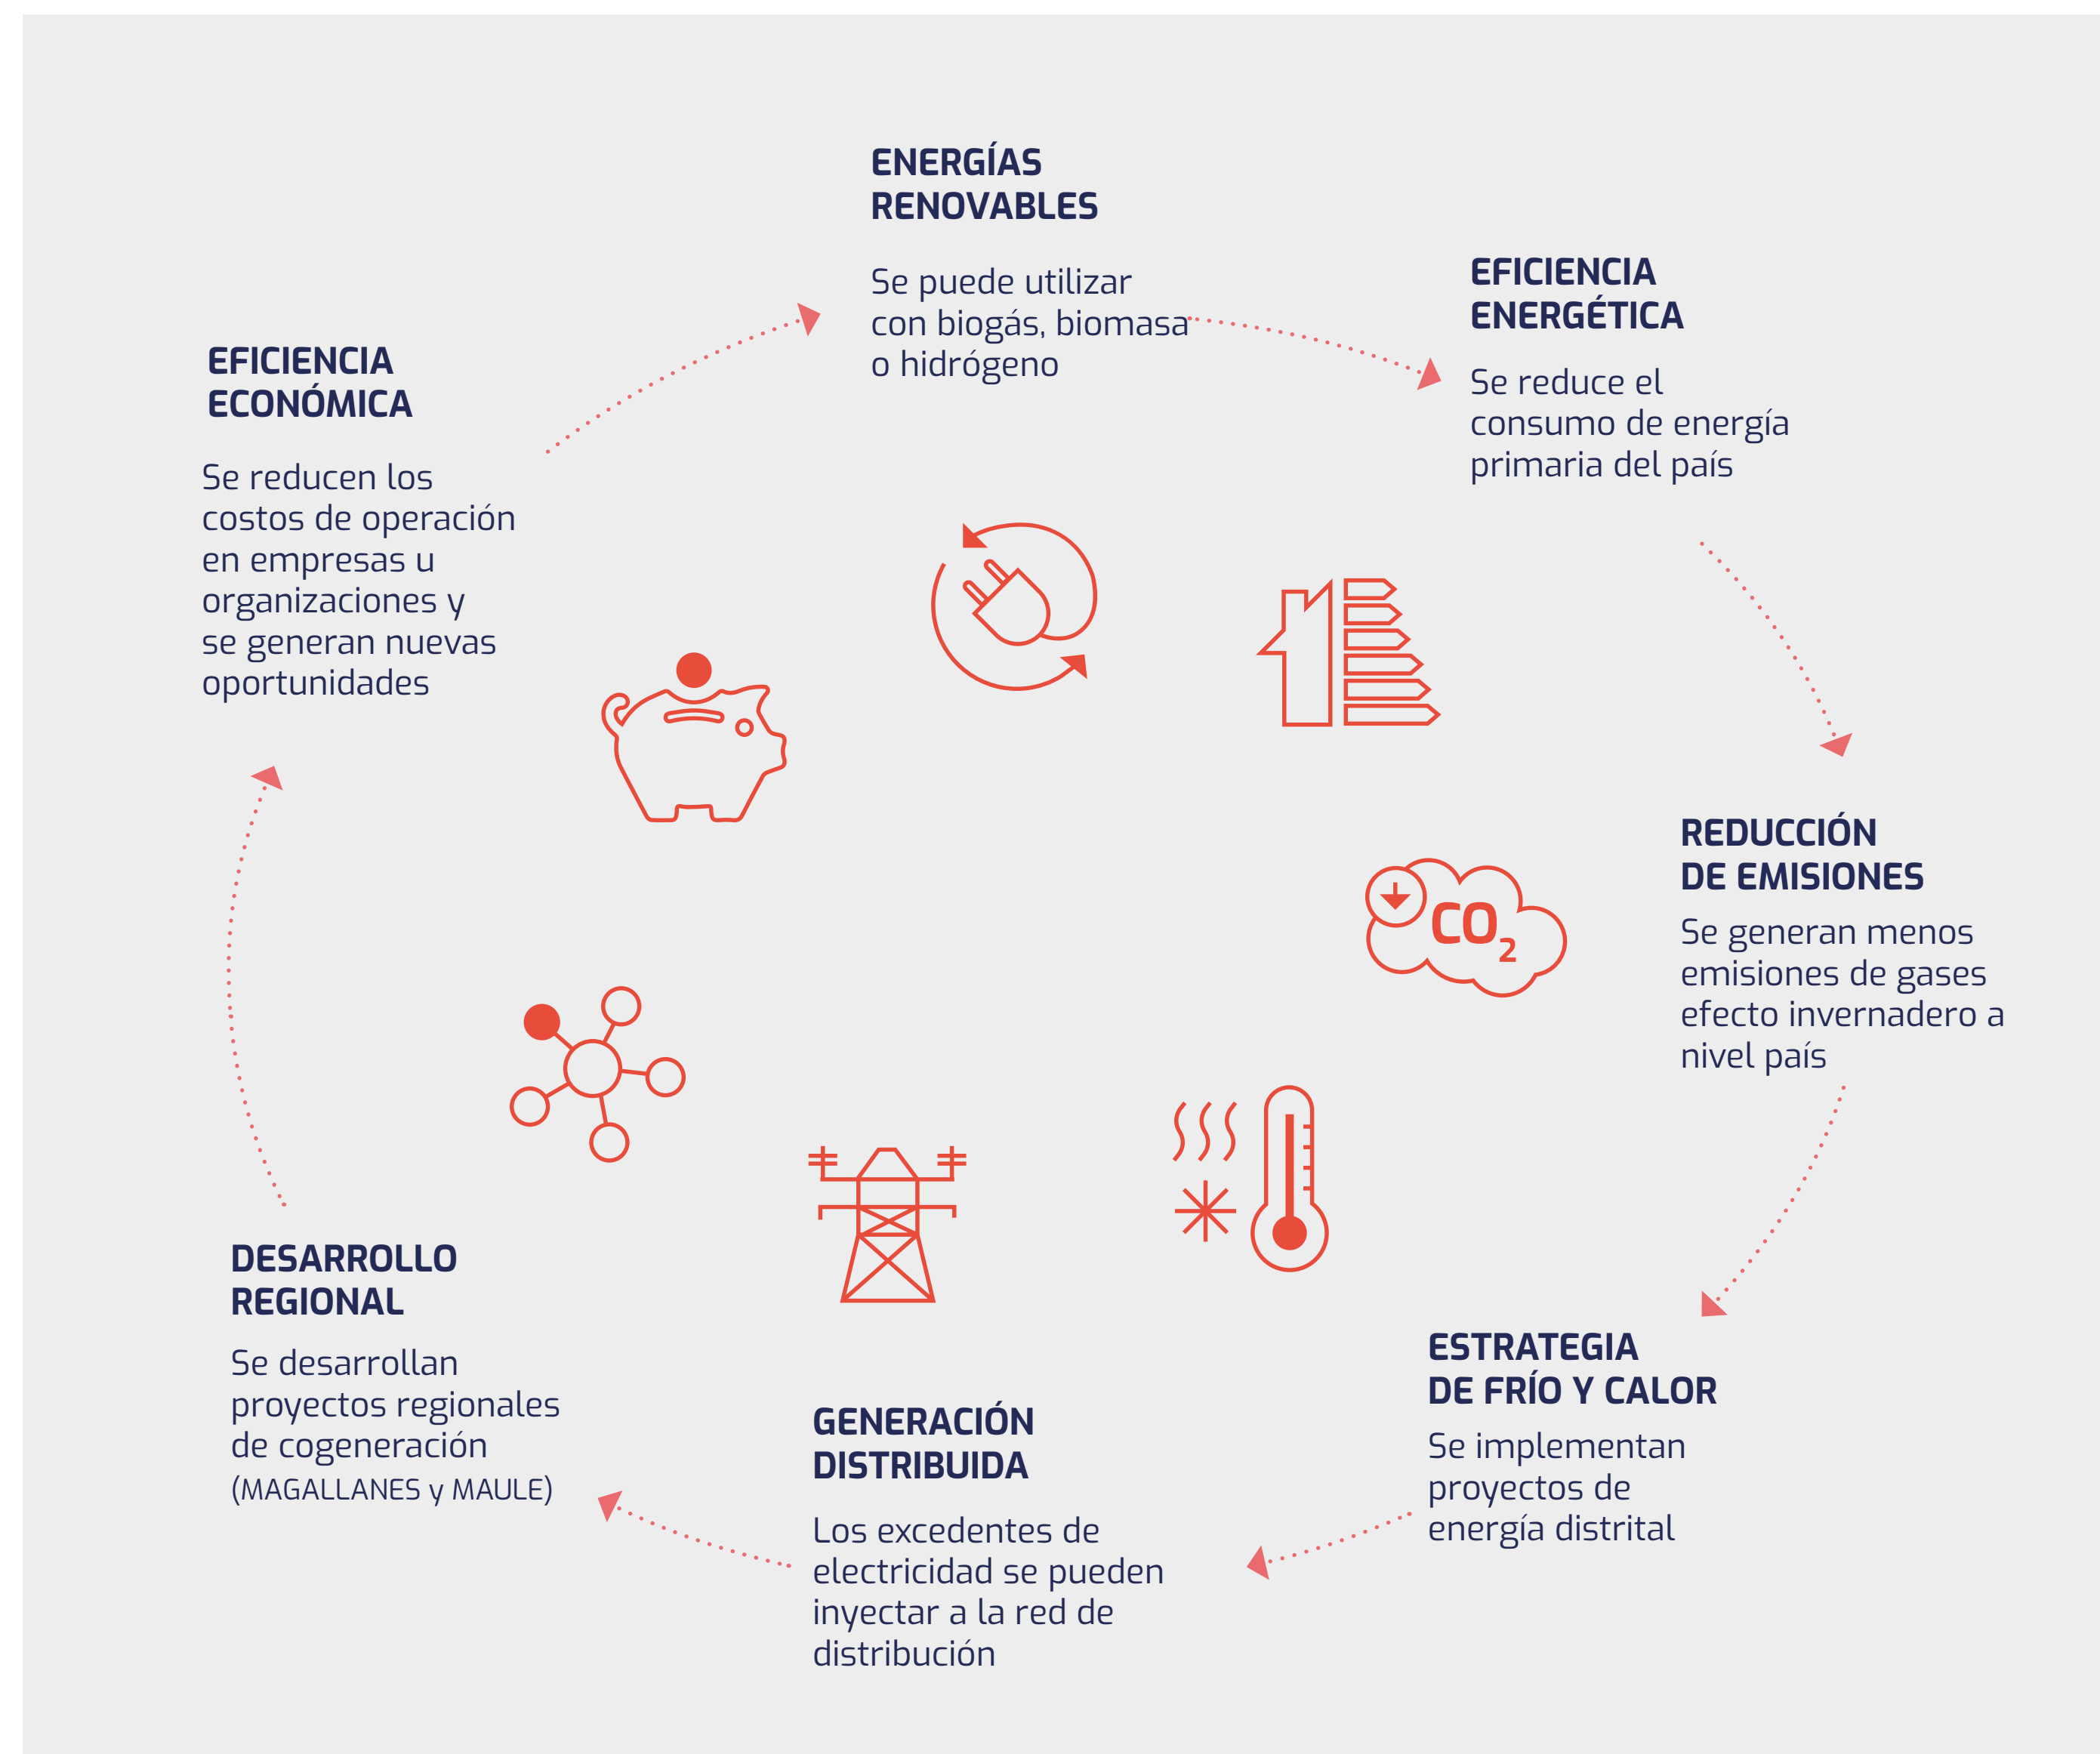 ENERGÍAS
RENOVABLES
Se puede utilizar
con biogás, biomasa
o hidrógeno
EFICIENCIA
ENERGÉTICA
Se reduce el
consumo de energía
primaria del país
REDUCCIÓN
DE EMISIONES
Se generan menos
emisiones de gases
efecto invernadero a
nivel país
CO2
ESTRATEGIA
DE FRÍO Y CALOR
Se implementan
proyectos de
energía distrital
GENERACIÓN
DISTRIBUIDA
Los excedentes de
electricidad se pueden
inyectar a la red de
distribución
DESARROLLO
REGIONAL
Se desarrollan
proyectos regionales
de cogeneración
(MAGALLANES y MAULE)
EFICIENCIA
ECONÓMICA
Se reducen los
costos de operación
en empresas u
organizaciones y
se generan nuevas
oportunidades